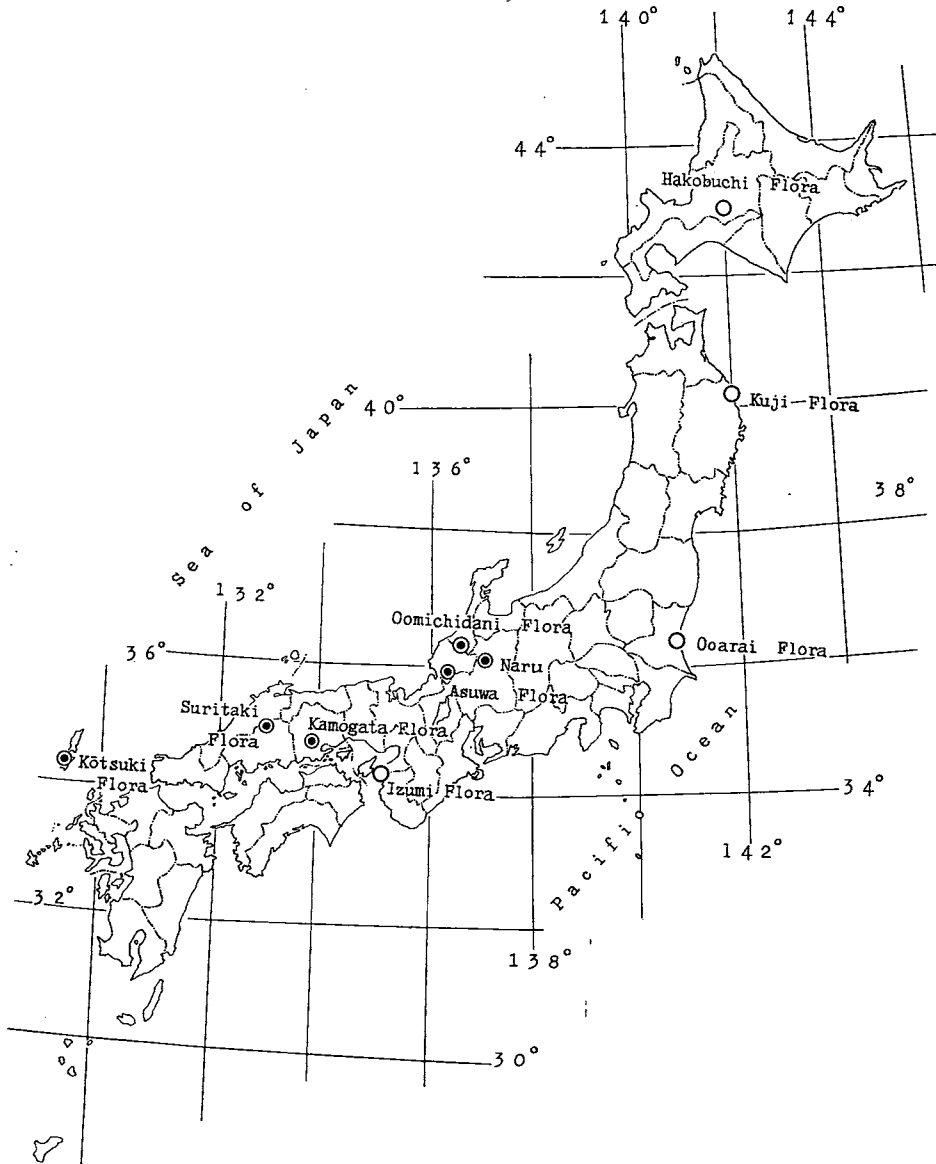 140°
144°
44°
Hakobuchi Flora
Kuji Flora
40°
136°
38°
Sea of Japan
132°
Oomichidani Flora
Ooarai Flora
36°
Naru
Asuwa Flora
Suritaki
Flora
Kamogata Flora
Kōtsuki
Flora
Izumi Flora
34°
Pacific Ocean
142°
32°
138°
30°